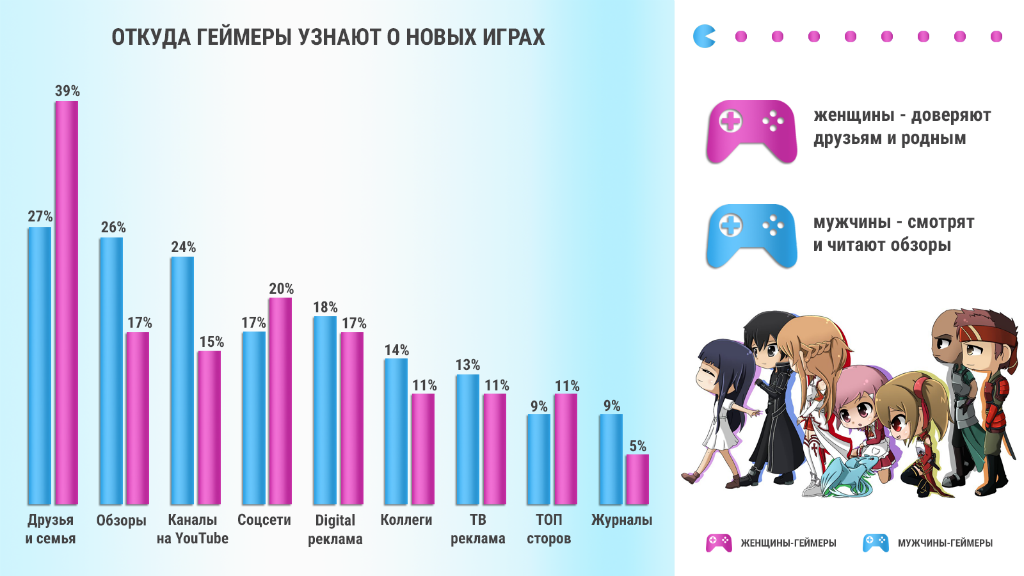 ОТКУДА ГЕЙМЕРЫ УЗНАЮТ О НОВЫХ ИГРАХ
39%
27%
26%
17%
24%
15%
17%
20%
18%
17%
14%
11%
13%
11%
9%
11%
9%
5%
Друзья
и семья
Обзоры
Каналы
на YouTube
Соцсети
Digital
реклама
Коллеги
ТВ
реклама
ТОП
сторов
Журналы
женщины - доверяют
друзьям и родным
мужчины - смотрят
и читают обзоры
ЖЕНЩИНЫ-ГЕЙМЕРЫ
МУЖЧИНЫ-ГЕЙМЕРЫ